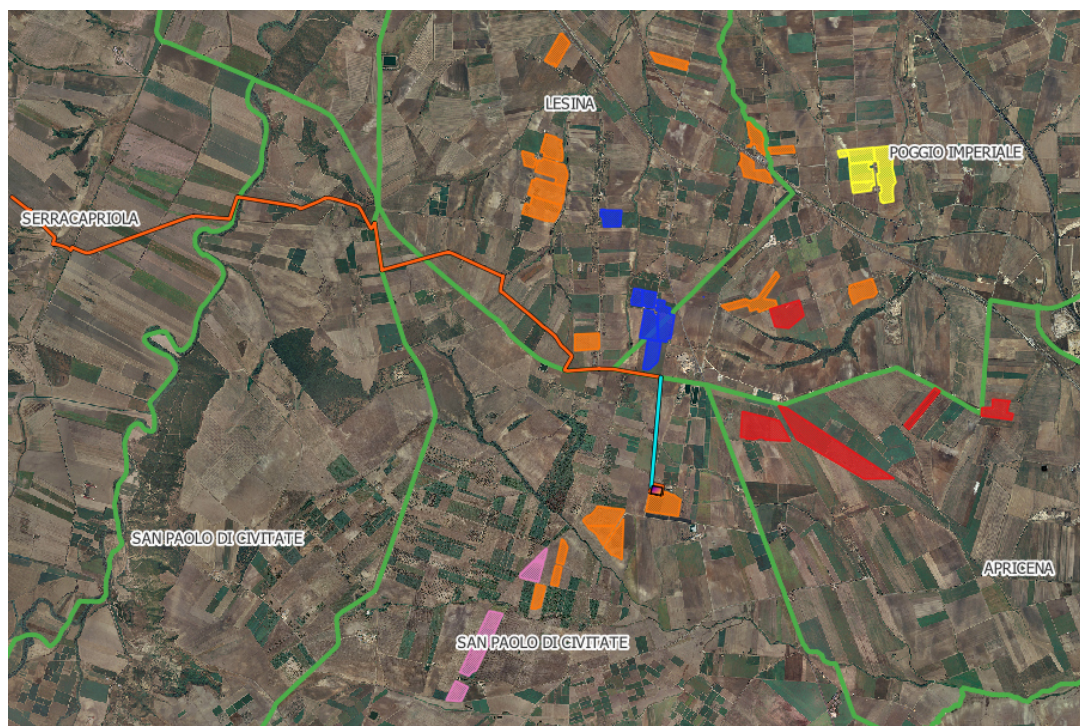 LESINA
POGGIO IMPERIALE
SERRACAPRIOLA
SAN PAOLO DI CIVITATE
APRICENA
SAN PAOLO DI CIVITATE